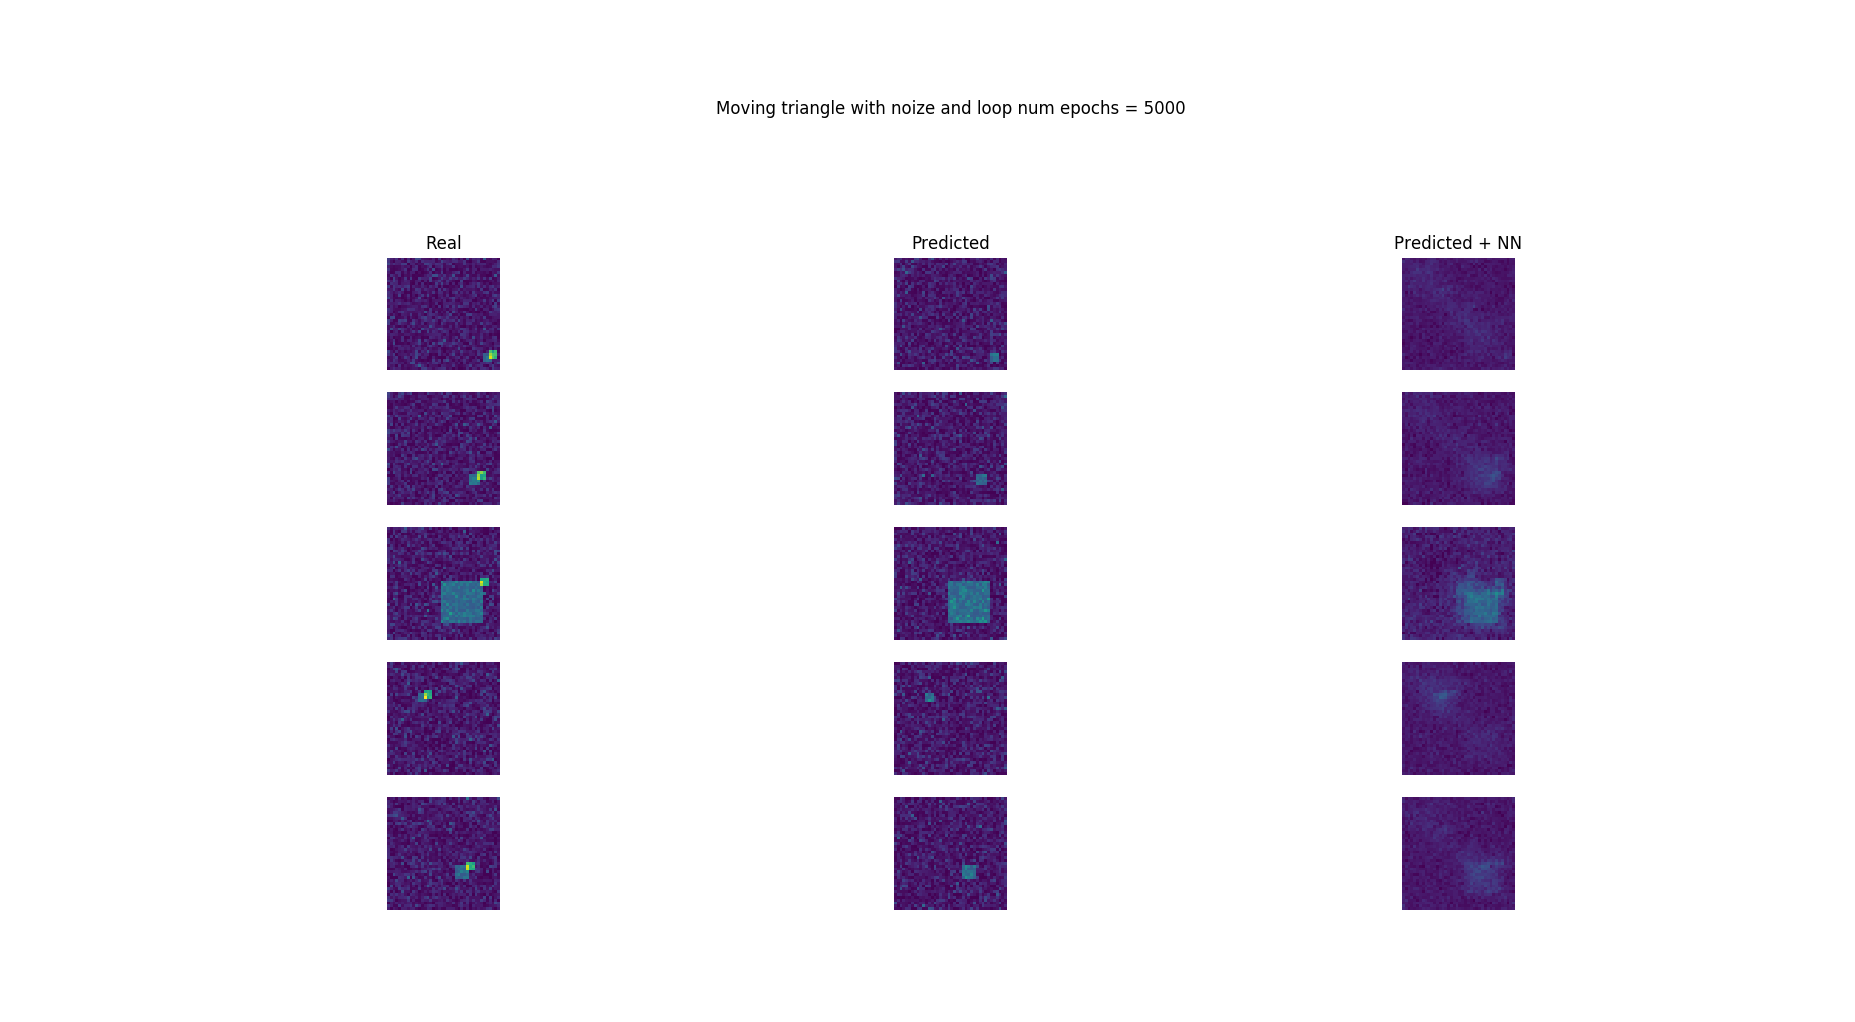 Moving triangle with noize and loop num epochs = 5000
Real
Predicted
Predicted + NN